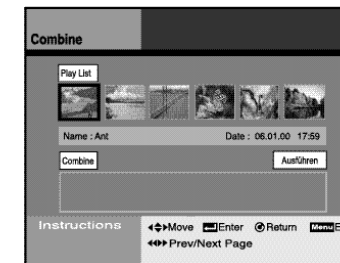 Combine
Play List
Name : Ant
Date : 06.01.00 17:59
Combine
Ausführen
Instructions
Move Enter Return Menu E
Prev/Next Page